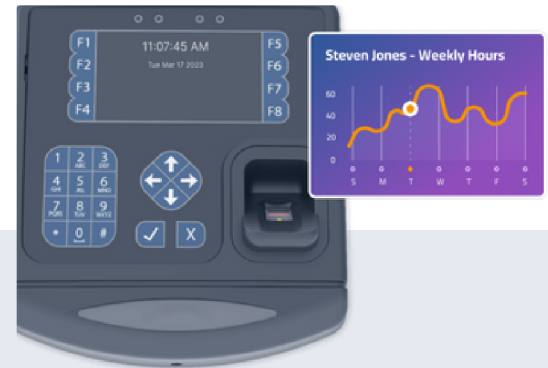 11:07:45 AM
Tue Mar 17 2023
F1
F2
F3
F4
F5
F6
F7
F8
1
2 ABC
3 DEF
4 GHI
5 JKL
6 MNO
7 PQRS
8 TUV
9 WXYZ
* 0 #
X
Steven Jones - Weekly Hours
60
40
20
0
S M T W T F S